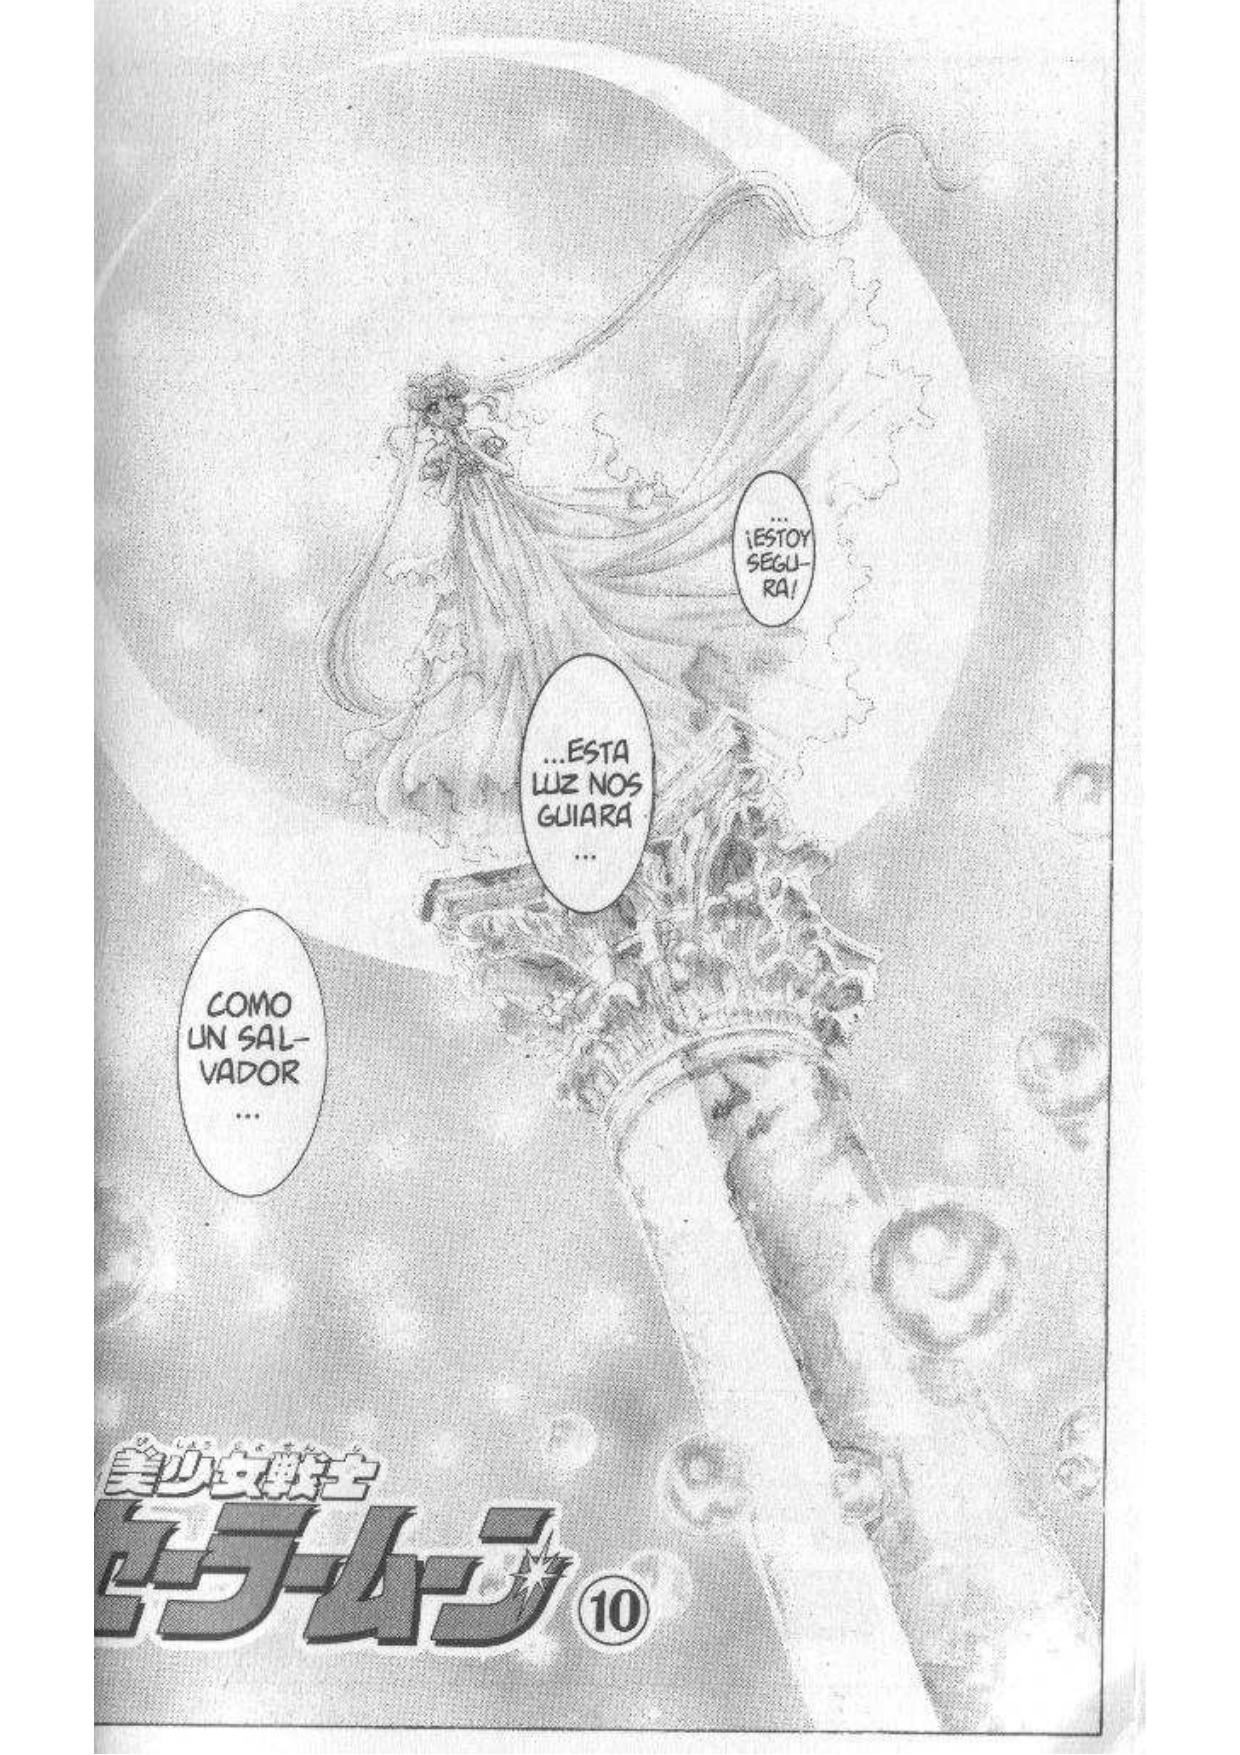 ...
¡ESTOY
SEGU-
RA!
...ESTA
LUZ NOS
GUIARÁ
...
COMO
UN SAL-
VADOR
...
美少女戦士
セーラームーン
10